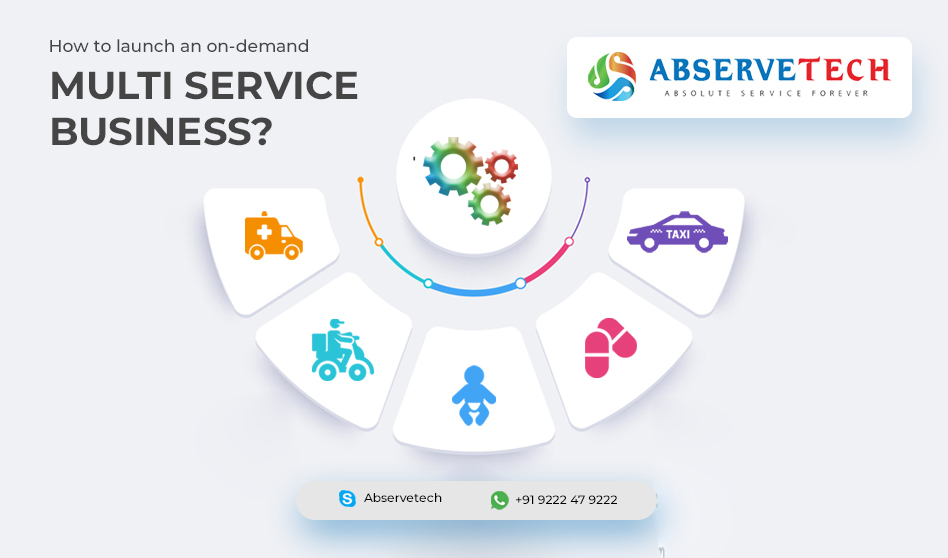 How to launch an on-demand
MULTI SERVICE
BUSINESS?
ABSERVETECH
ABSOLUTE SERVICE FOREVER
TAXI
Abservetech
+91 9222 47 9222